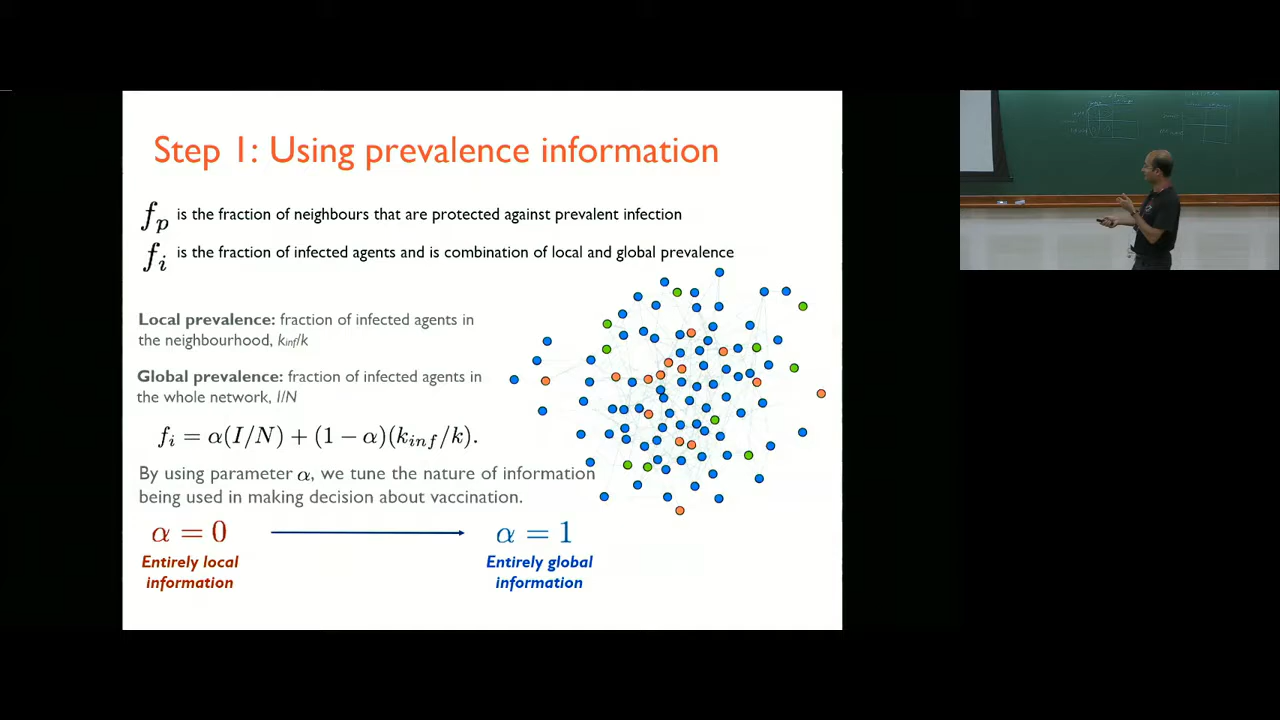 Step 1: Using prevalence information
f_p is the fraction of neighbours that are protected against prevalent infection
f_i is the fraction of infected agents and is combination of local and global prevalence
Local prevalence: fraction of infected agents in
the neighbourhood, k_inf/k
Global prevalence: fraction of infected agents in
the whole network, I/N
f_i = α(I/N) + (1 − α)(k_inf/k).
By using parameter α, we tune the nature of information
being used in making decision about vaccination.
α = 0
α = 1
Entirely local
information
Entirely global
information